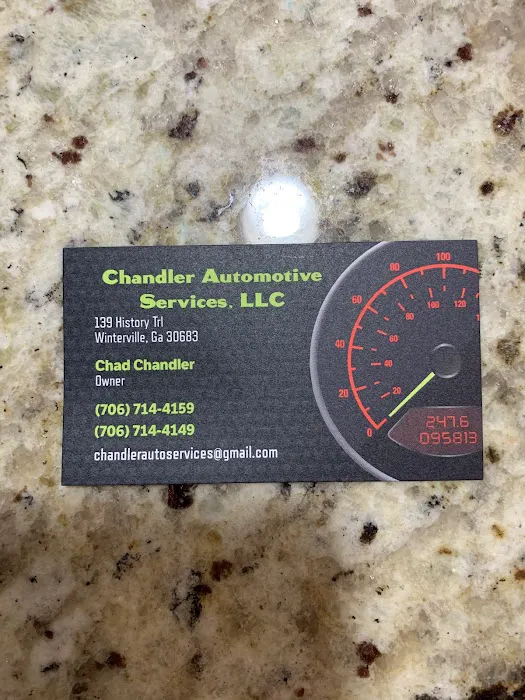 Chandler Automotive
Services, LLC
139 History Trl
Winterville, Ga 30683
Chad Chandler
Owner
(706) 714-4159
(706) 714-4149
chandlerautoservices@gmail.com
0
20
40
60
80
100
20
40
60
80
100
120
247.6
095813